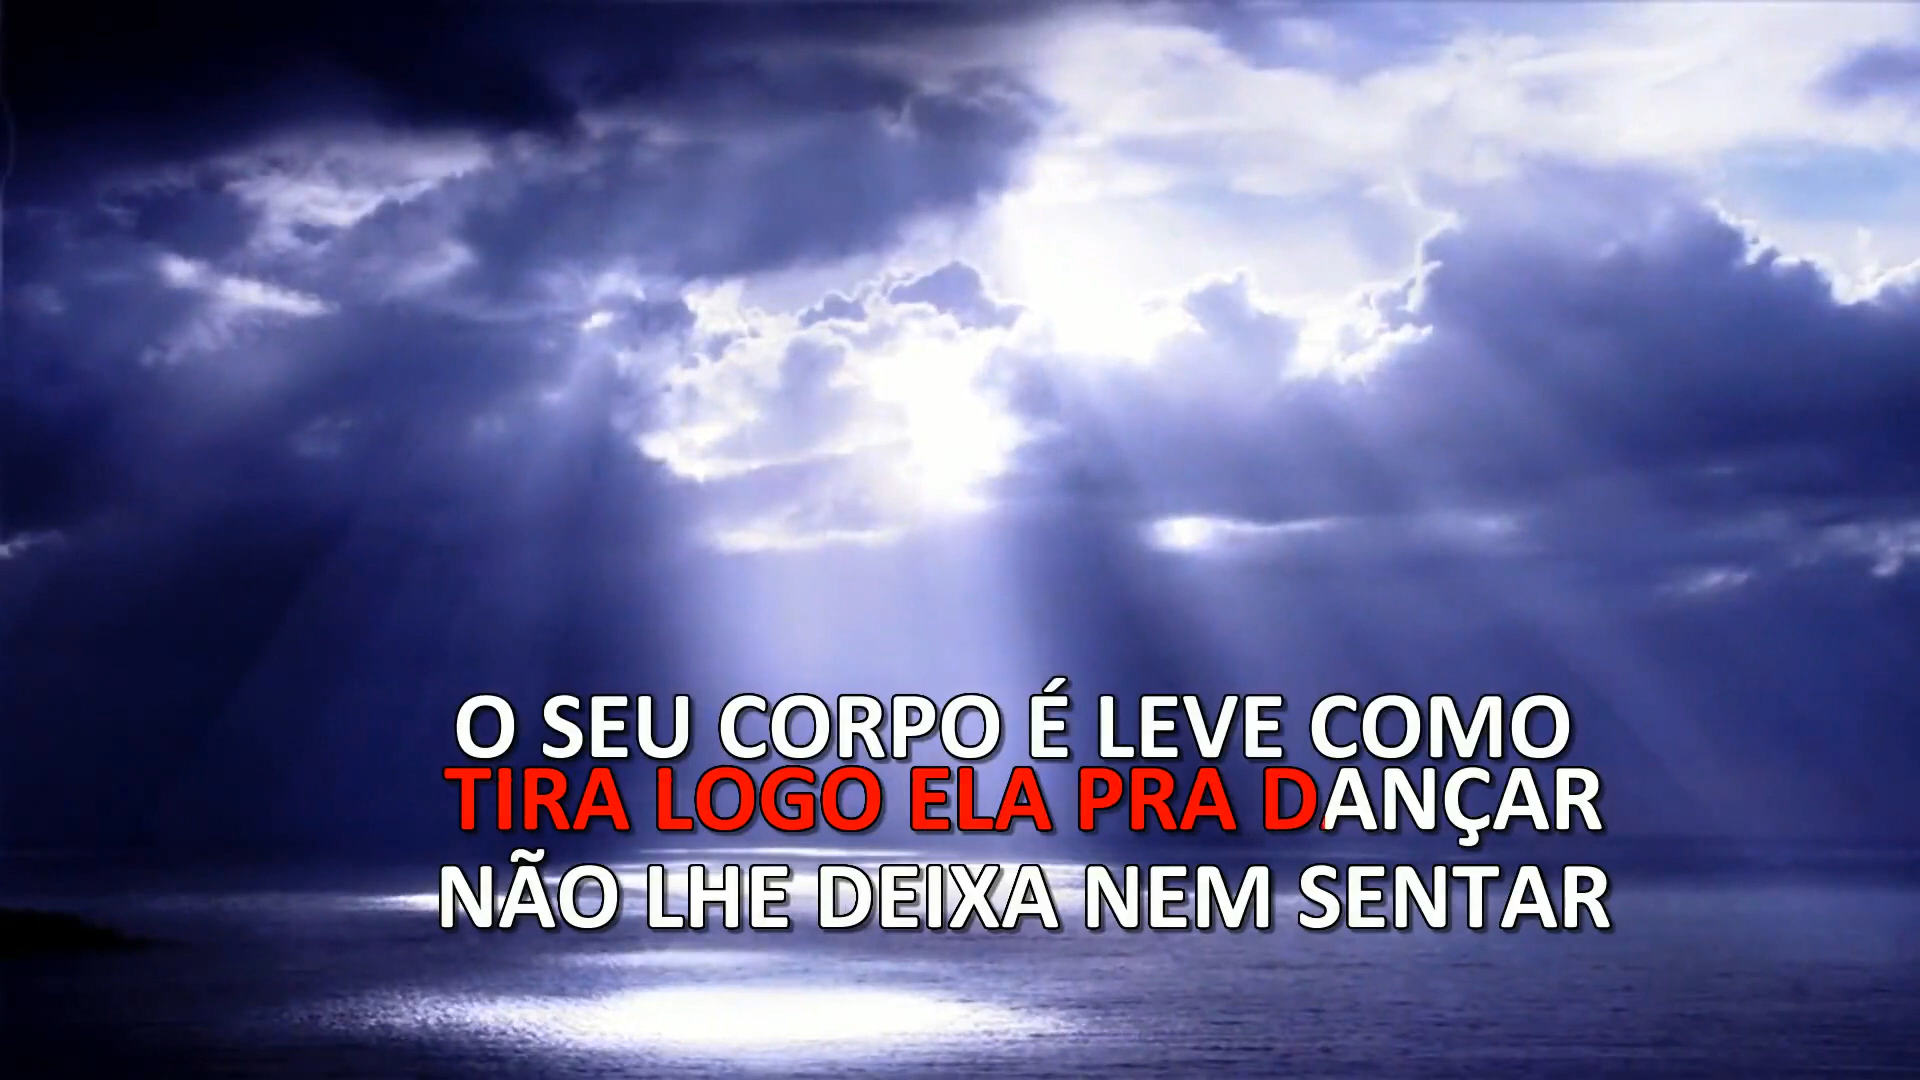 O SEU CORPO É LEVE COMO
TIRA LOGO ELA PRA DANÇAR
NÃO LHE DEIXA NEM SENTAR